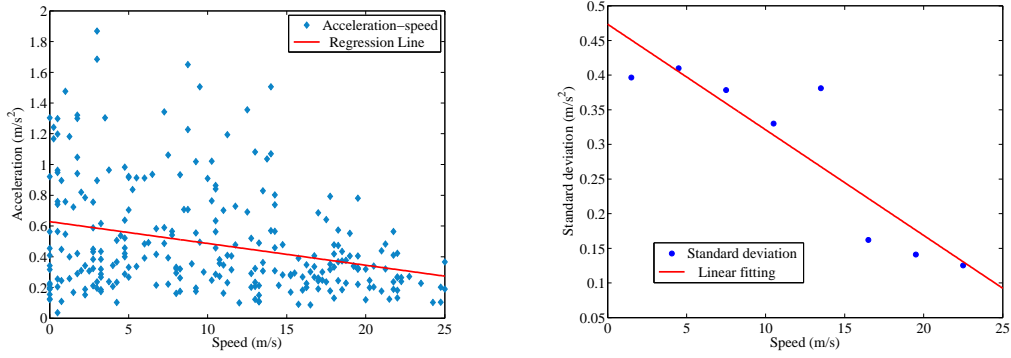 Acceleration−speed
Regression Line
2
1.8
1.6
1.4
1.2
1
0.8
0.6
0.4
0.2
0
0 5 10 15 20 25
Speed (m/s)
Acceleration (m/s²)
0.5
0.45
0.4
0.35
0.3
0.25
0.2
0.15
0.1
0.05
0 5 10 15 20 25
Speed (m/s)
Standard deviation (m/s²)
Standard deviation
Linear fitting